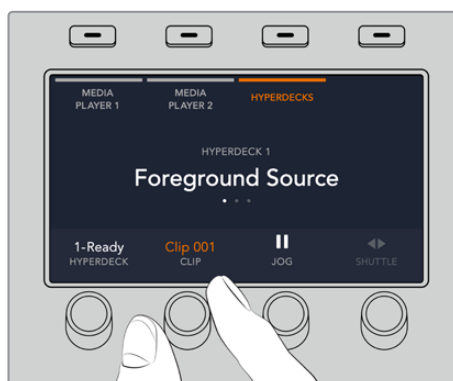 MEDIA
PLAYER 1
MEDIA
PLAYER 2
HYPERDECKS
HYPERDECK 1
Foreground Source
1-Ready
HYPERDECK
Clip 001
CLIP
JOG
SHUTTLE